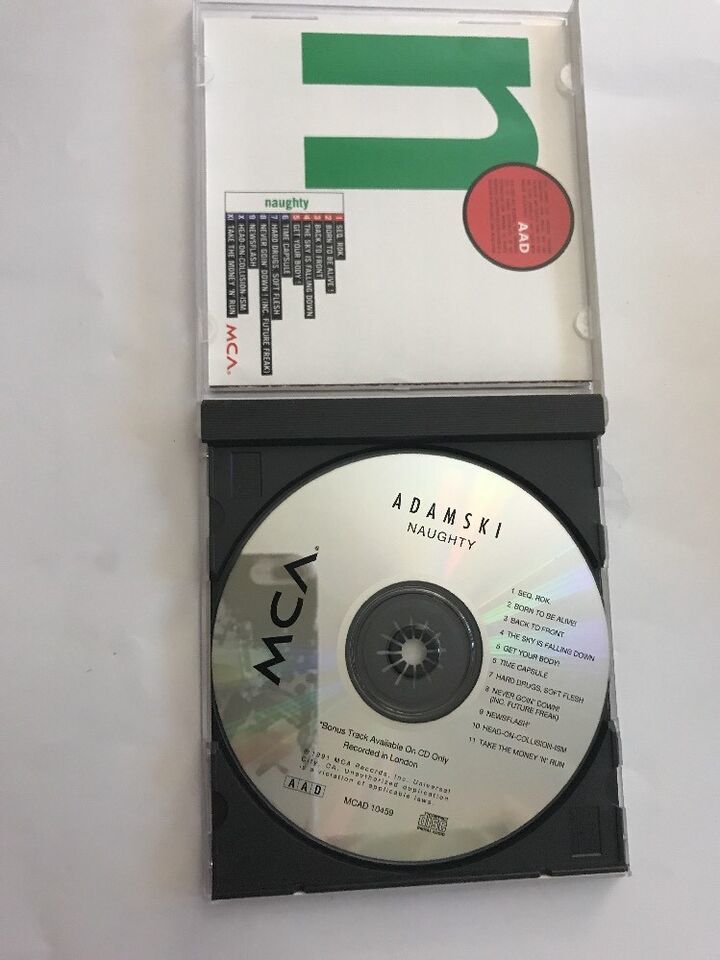 n
AAD
naughty
1 SEQ. ROK
2 BORN TO BE ALIVE !
3 BACK TO FRONT
4 THE SKY IS FALLING DOWN
5 GET YOUR BODY !
6 TIME CAPSULE
7 HARD DRUGS, SOFT FLESH
8 NEVER GOIN' DOWN ! (INC. FUTURE FREAK)
9 NEWSFLASH
X HEAD-ON-COLLISION-ISM
XI TAKE THE MONEY 'N' RUN
MCA®
ADAMSKI
NAUGHTY
MCA®
1 SEQ. ROK
2 BORN TO BE ALIVE!
3 BACK TO FRONT
4 THE SKY IS FALLING DOWN
5 GET YOUR BODY!
6 TIME CAPSULE
7 HARD DRUGS, SOFT FLESH
8 NEVER GOIN' DOWN!
(INC. FUTURE FREAK)
9 NEWSFLASH*
10 HEAD-ON-COLLISION-ISM
11 TAKE THE MONEY 'N' RUN
*Bonus Track Available On CD Only
Recorded in London
℗1991 MCA Records, Inc. Universal
City, CA. Unauthorized duplication
is a violation of applicable laws.
AAD
MCAD 10459
COMPACT
disc
DIGITAL AUDIO